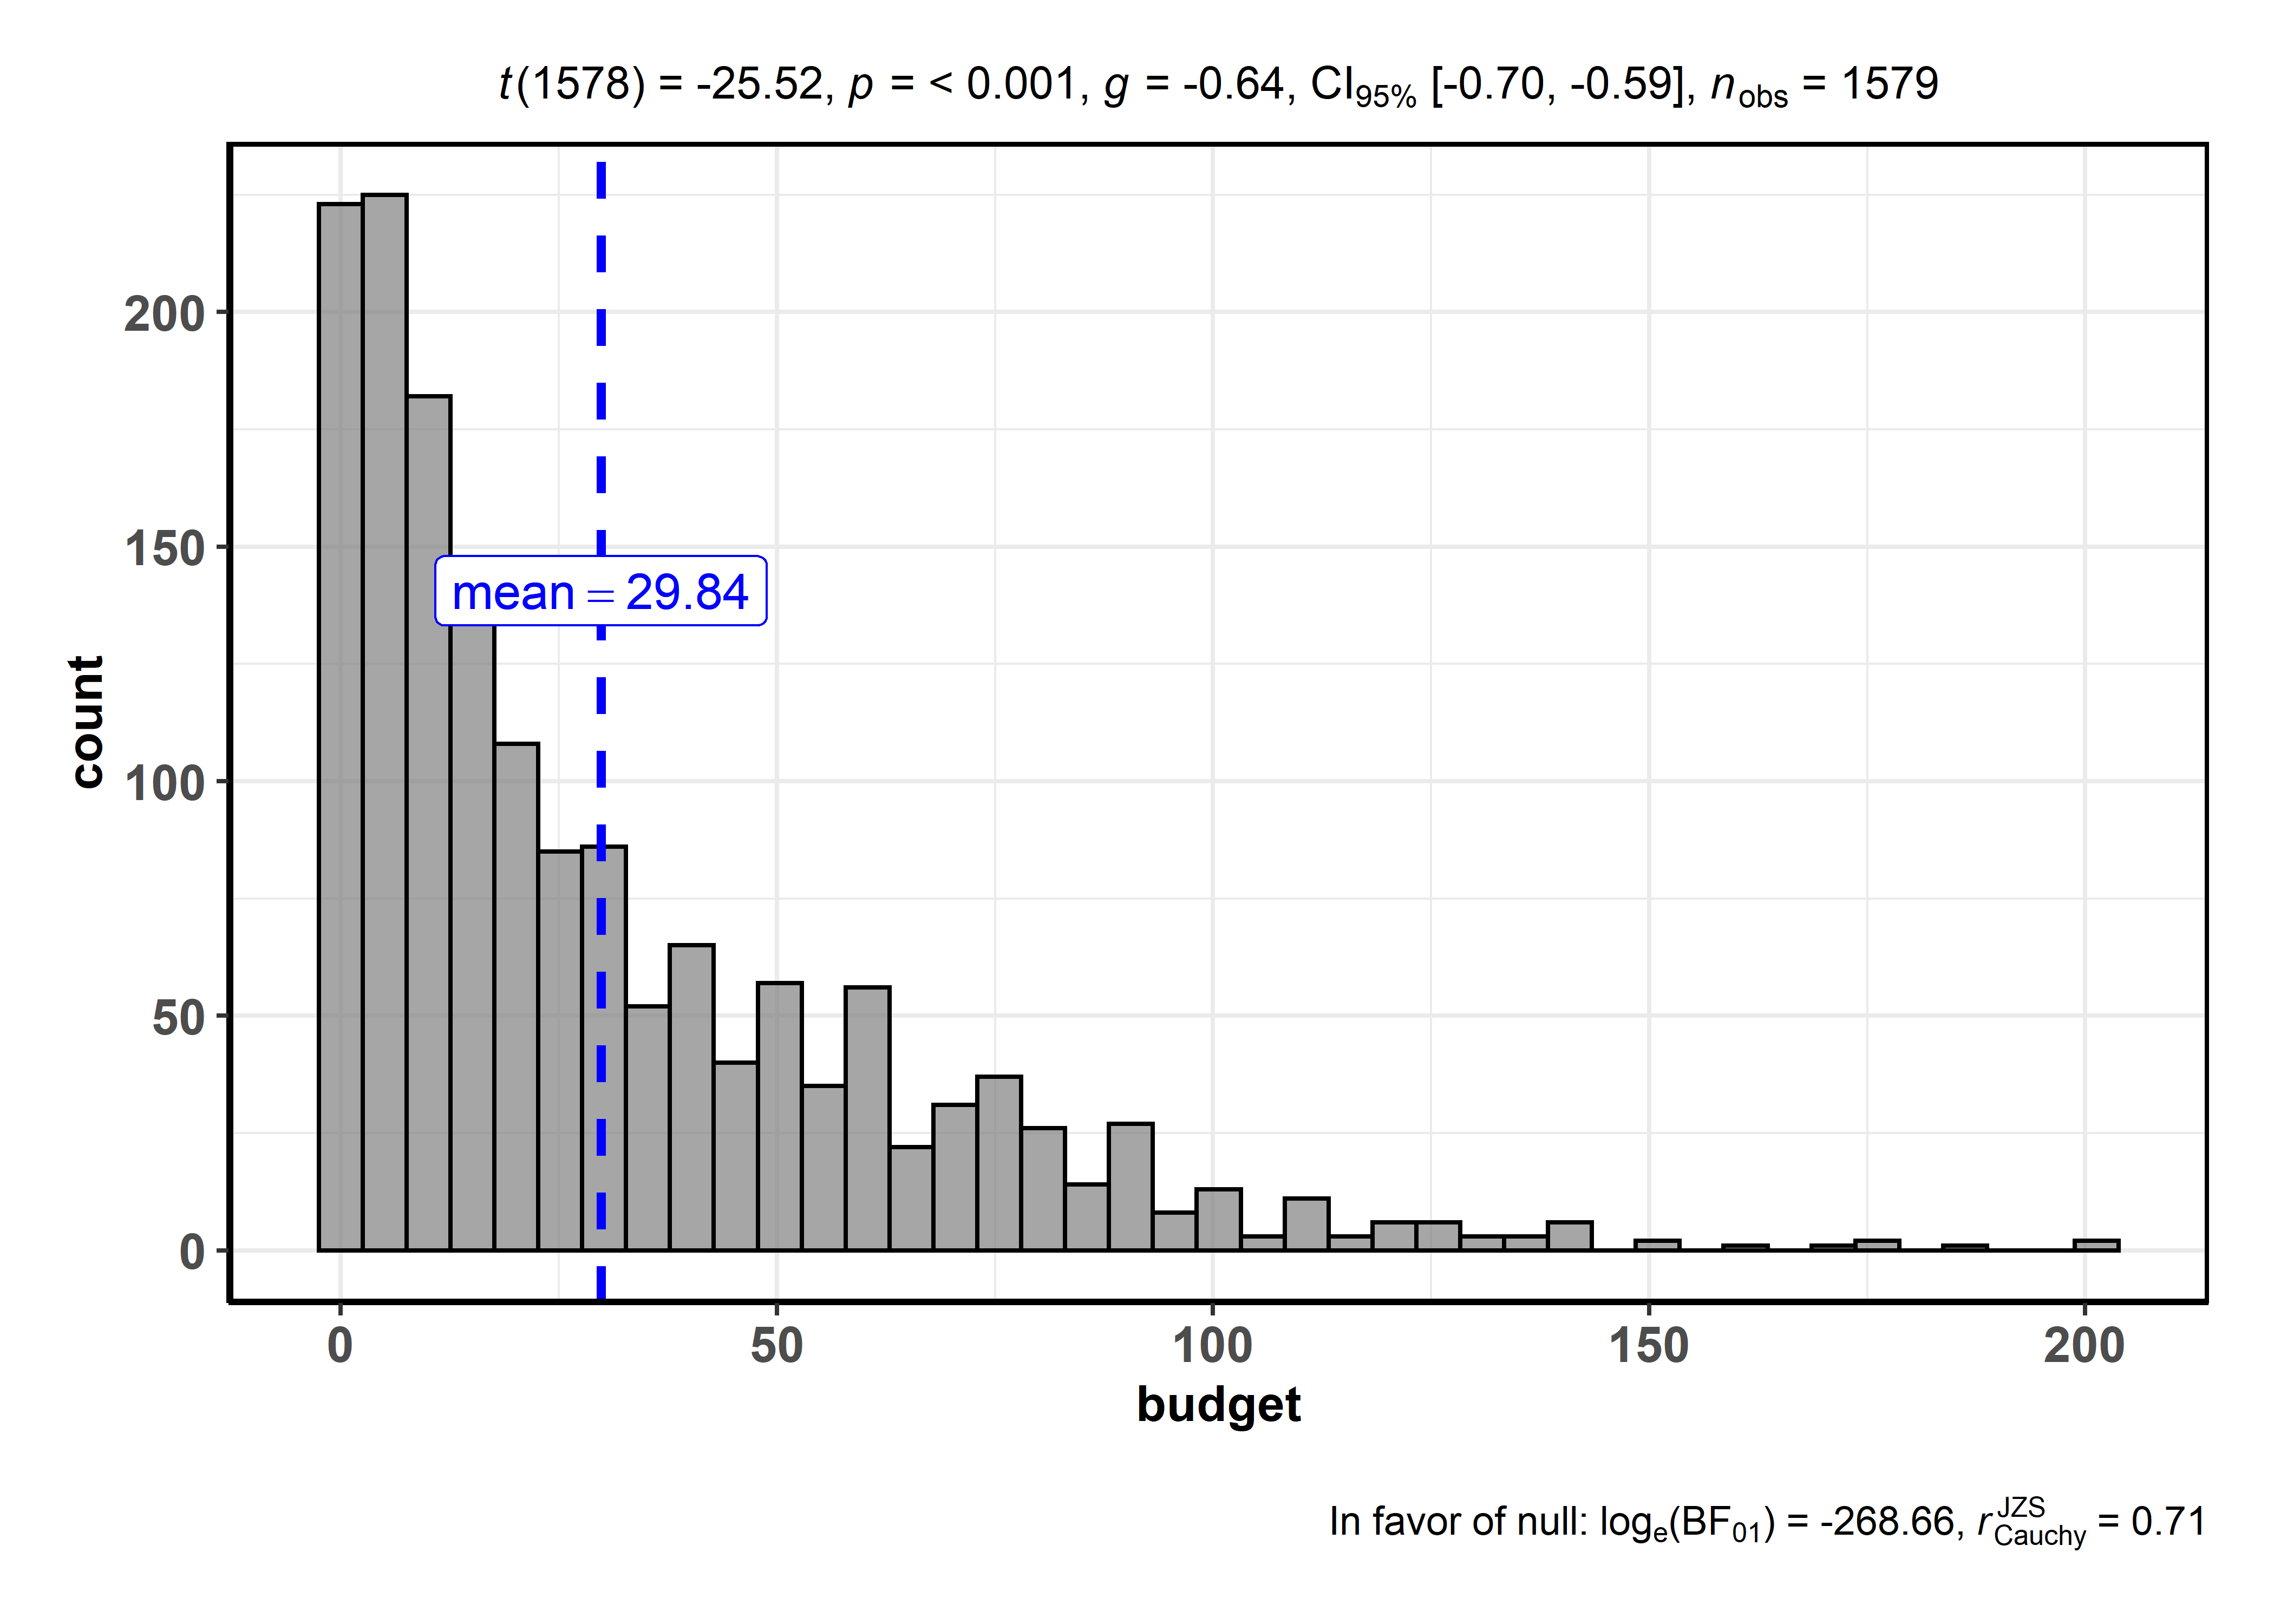 t(1578) = -25.52, p = < 0.001, g = -0.64, CI95% [-0.70, -0.59], nobs = 1579
200
150
mean = 29.84
count
100
50
0
0 50 100 150 200
budget
In favor of null: loge(BF01) = -268.66, rCauchyJZS = 0.71